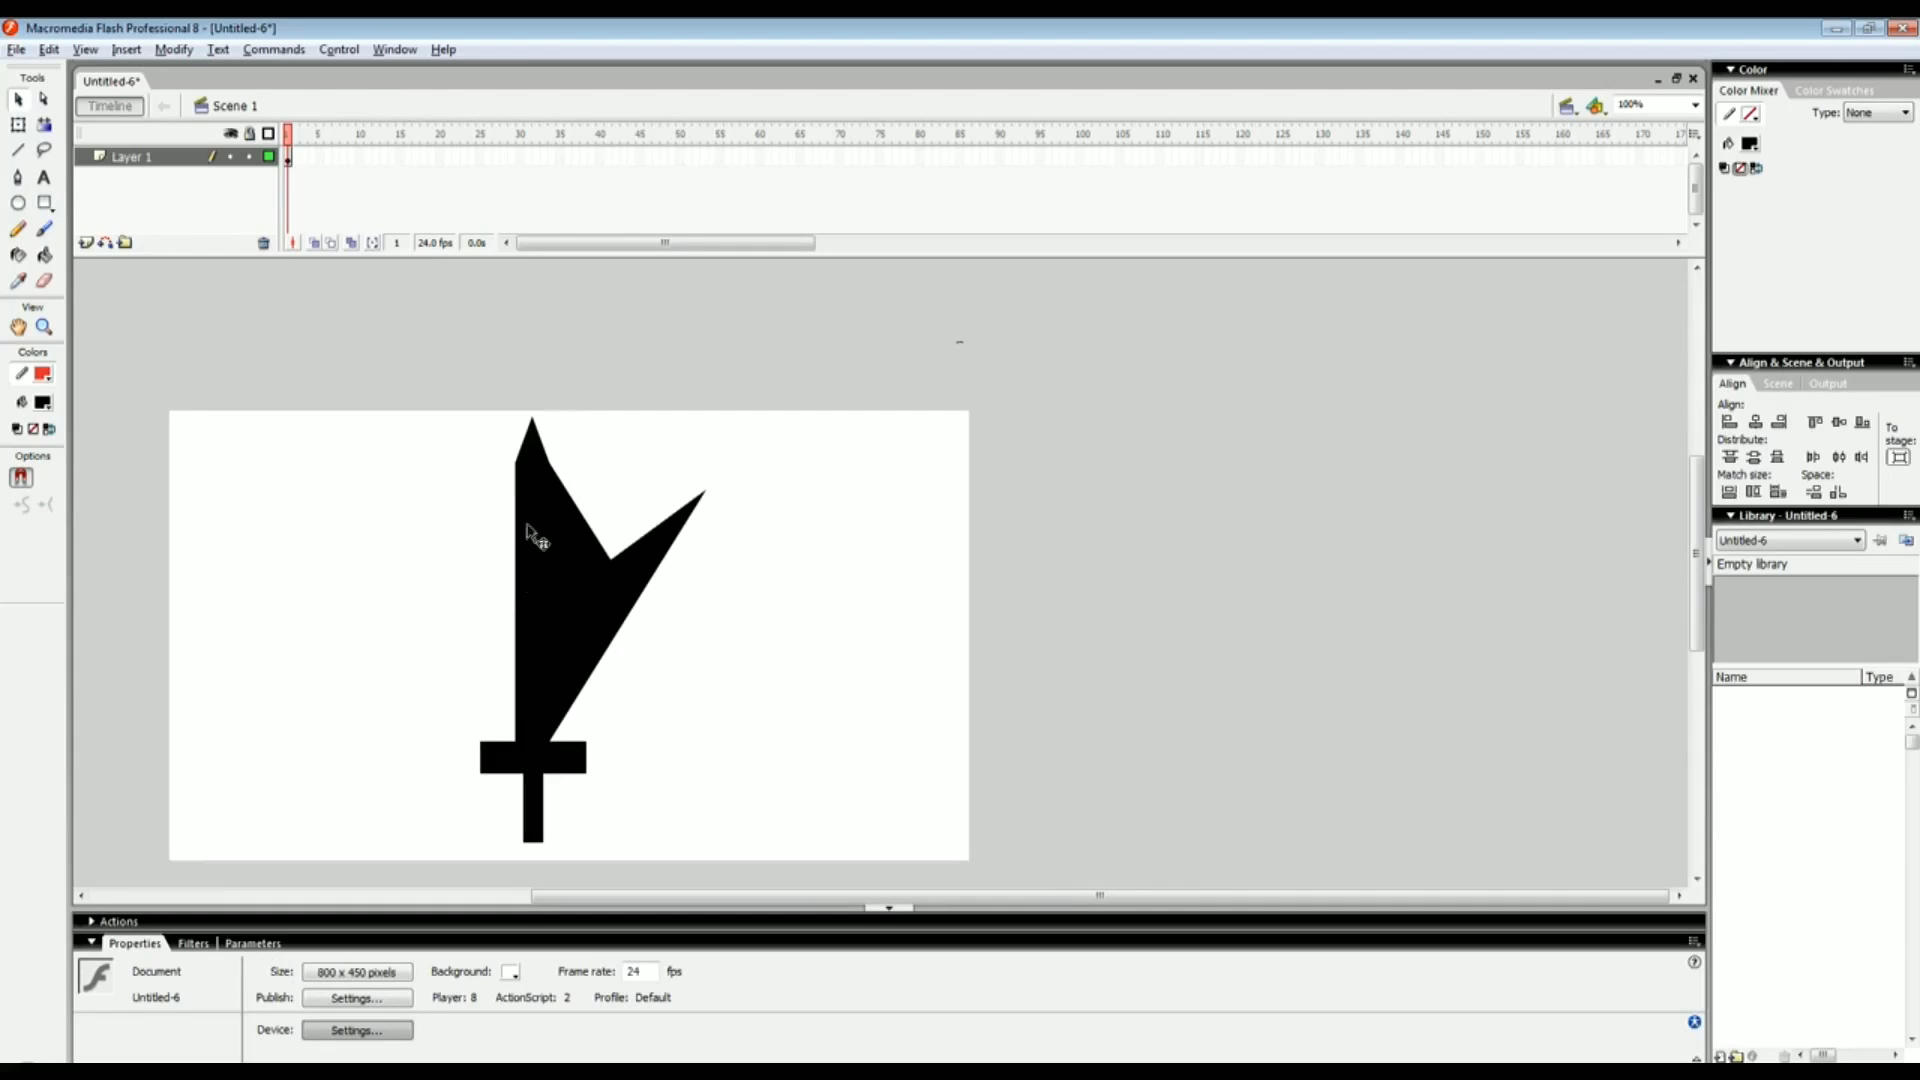 Macromedia Flash Professional 8 - [Untitled-6*]
File Edit View Insert Modify Text Commands Control Window Help
Tools
Untitled-6*
Timeline
Scene 1
100%
5 10 15 20 25 30 35 40 45 50 55 60 65 70 75 80 85 90 95 100 105 110 115 120 125 130 135 140 145 150 155 160 165 170 17
Layer 1
1 24.0 fps 0.0s
View
Colors
Options
Color
Color Mixer Color Swatches
Type: None
Align & Scene & Output
Align Scene Output
Align:
To stage:
Distribute:
Match size: Space:
Library - Untitled-6
Untitled-6
Empty library
Name Type
Actions
Properties Filters Parameters
Document Size: 800 x 450 pixels Background: Frame rate: 24 fps
Untitled-6 Publish: Settings... Player: 8 ActionScript: 2 Profile: Default
Device: Settings...